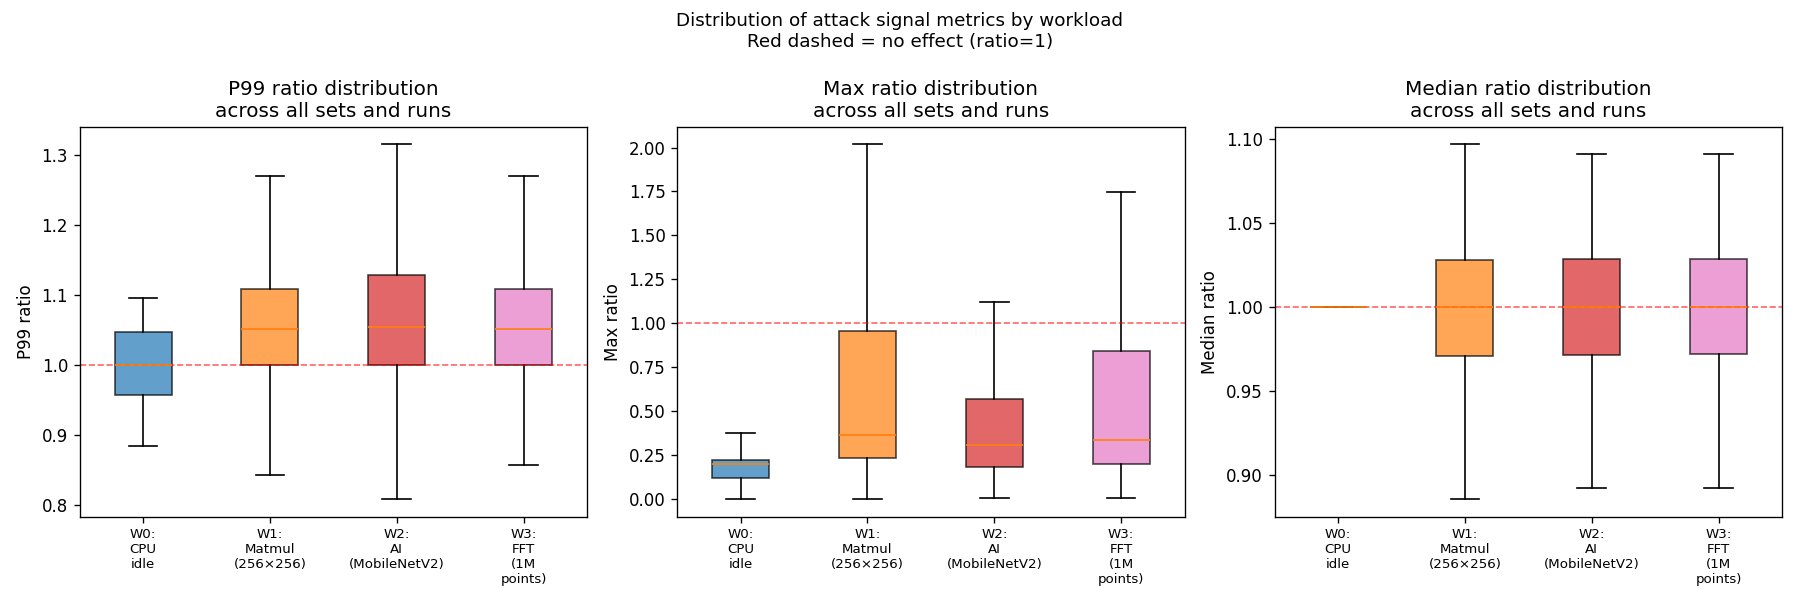 Distribution of attack signal metrics by workload
Red dashed = no effect (ratio=1)
P99 ratio distribution
across all sets and runs
P99 ratio
1.3
1.2
1.1
1.0
0.9
0.8
W0:
CPU
idle
W1:
Matmul
(256×256)
W2:
AI
(MobileNetV2)
W3:
FFT
(1M
points)
Max ratio distribution
across all sets and runs
Max ratio
2.00
1.75
1.50
1.25
1.00
0.75
0.50
0.25
0.00
W0:
CPU
idle
W1:
Matmul
(256×256)
W2:
AI
(MobileNetV2)
W3:
FFT
(1M
points)
Median ratio distribution
across all sets and runs
Median ratio
1.10
1.05
1.00
0.95
0.90
W0:
CPU
idle
W1:
Matmul
(256×256)
W2:
AI
(MobileNetV2)
W3:
FFT
(1M
points)